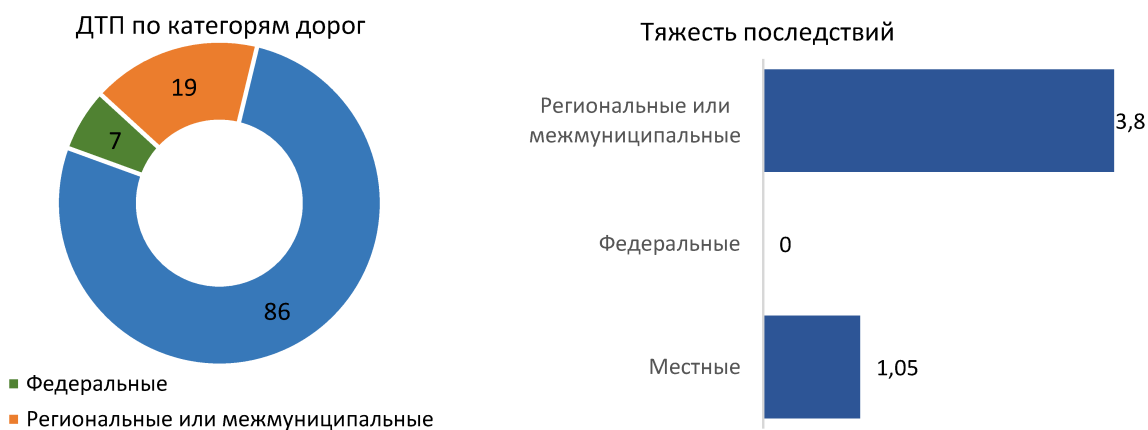 ДТП по категорям дорог
19
7
86
Федеральные
Региональные или межмуниципальные
Тяжесть последствий
Региональные или
межмуниципальные
3,8
Федеральные
0
Местные
1,05